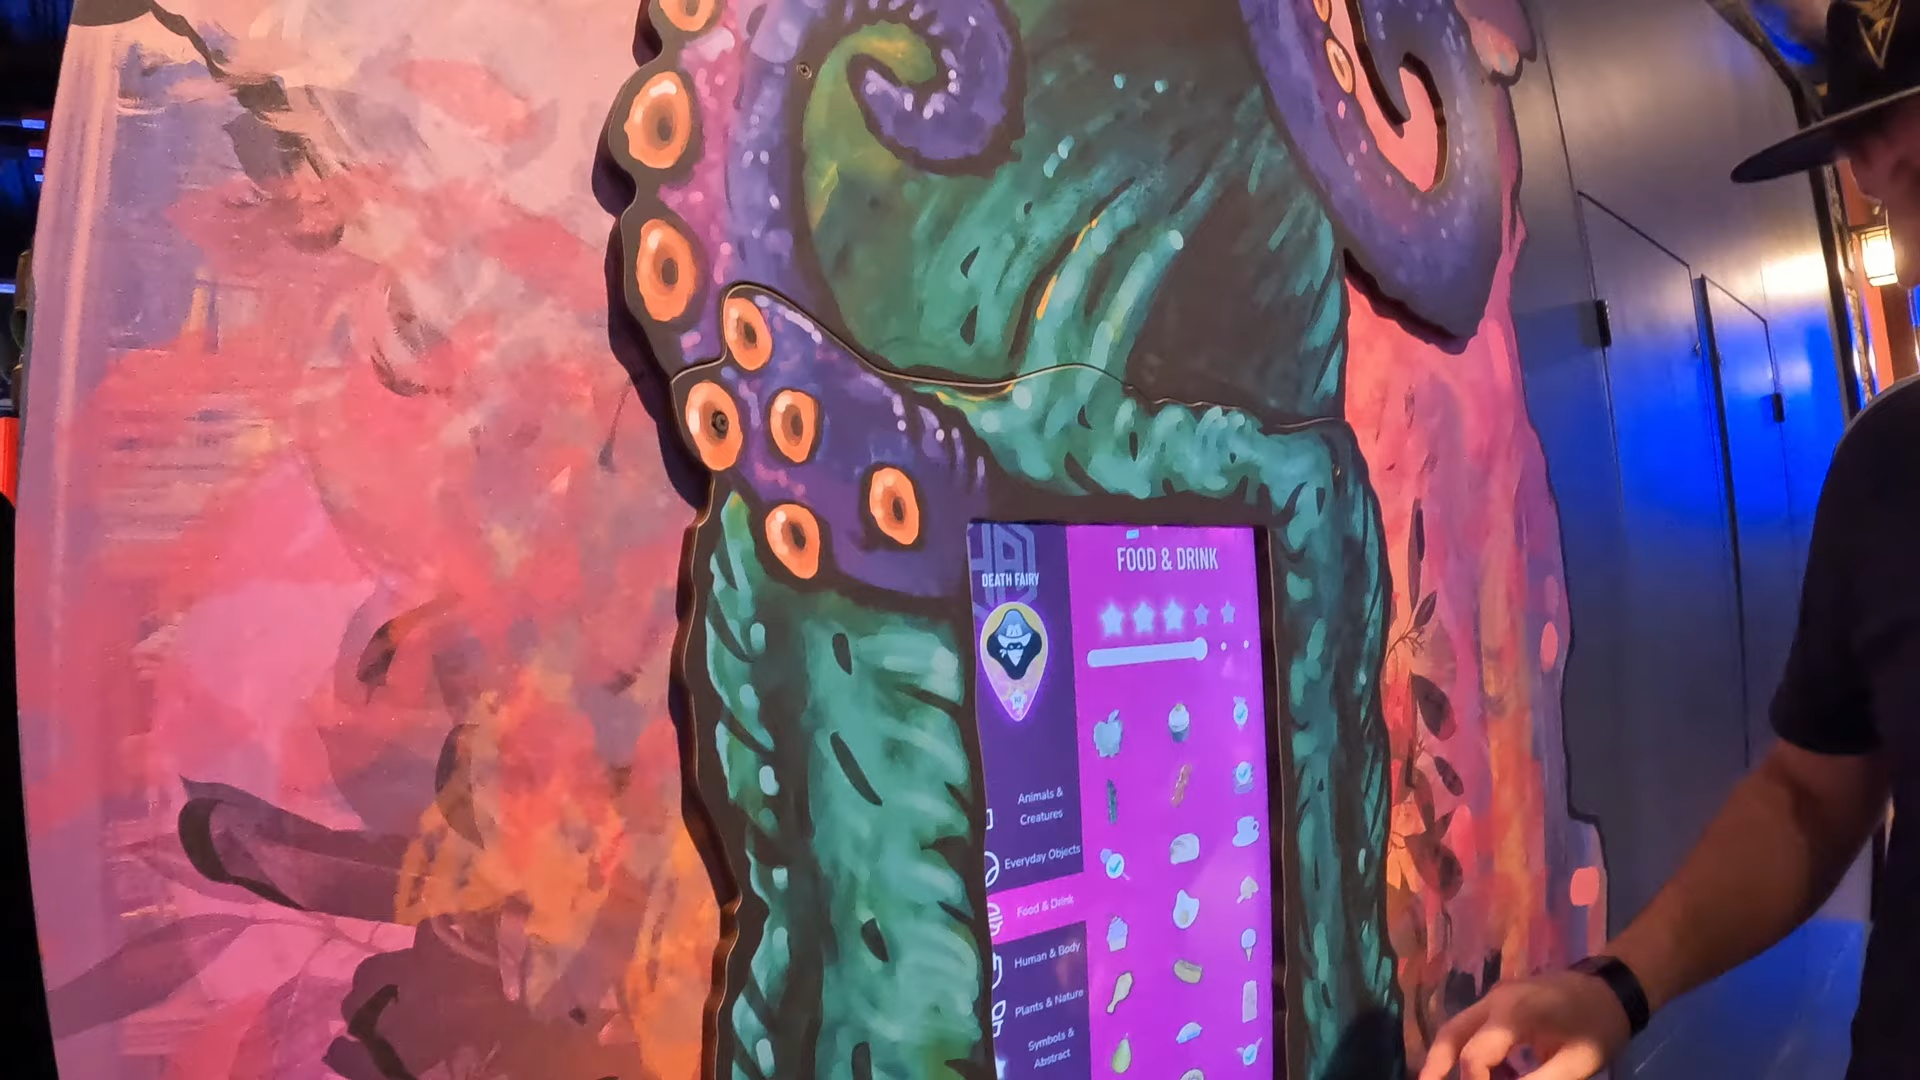 DEATH FAIRY
FOOD & DRINK
Animals &
Creatures
Everyday Objects
Food & Drink
Human & Body
Plants & Nature
Symbols &
Abstract